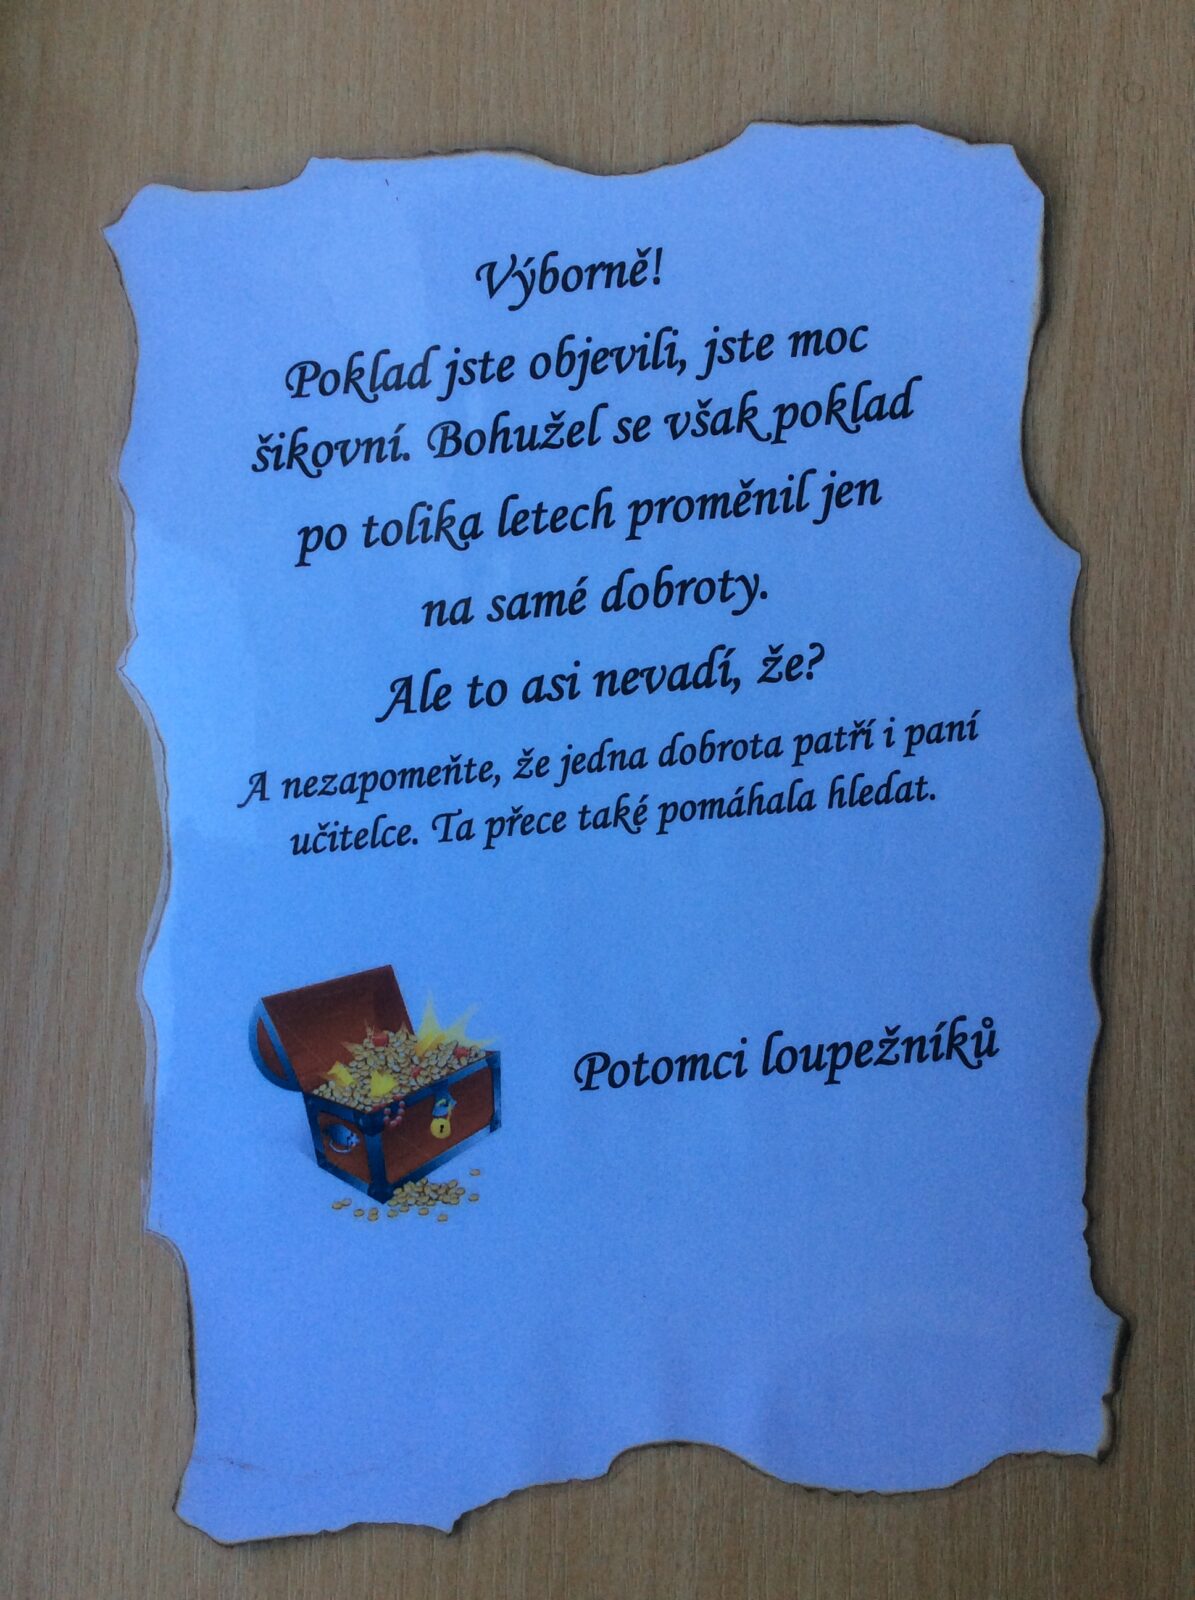 Výborně!
Poklad jste objevili, jste moc
šikovní. Bohužel se však poklad
po tolika letech proměnil jen
na samé dobroty.
Ale to asi nevadí, že?
A nezapomeňte, že jedna dobrota patří i paní
učitelce. Ta přece také pomáhala hledat.
Potomci loupežníků